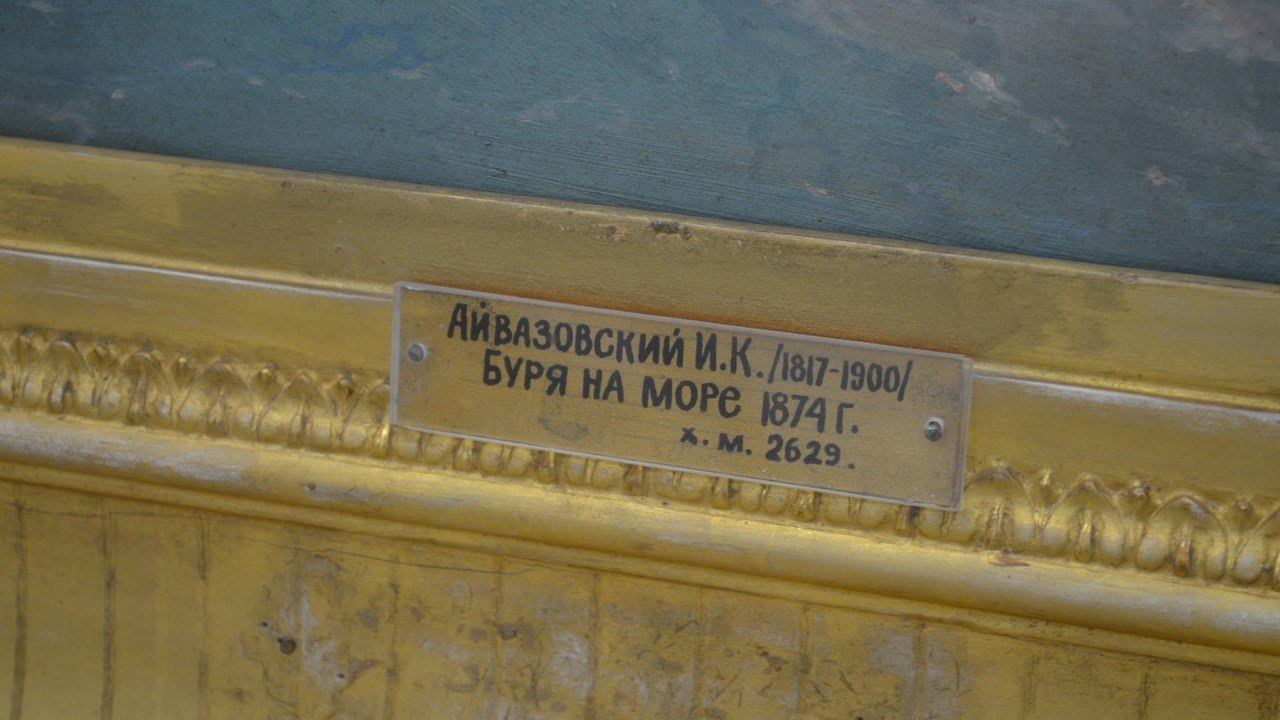 Айвазовский И.К. /1817-1900/
Буря на море 1874 г.
х. м. 2629.